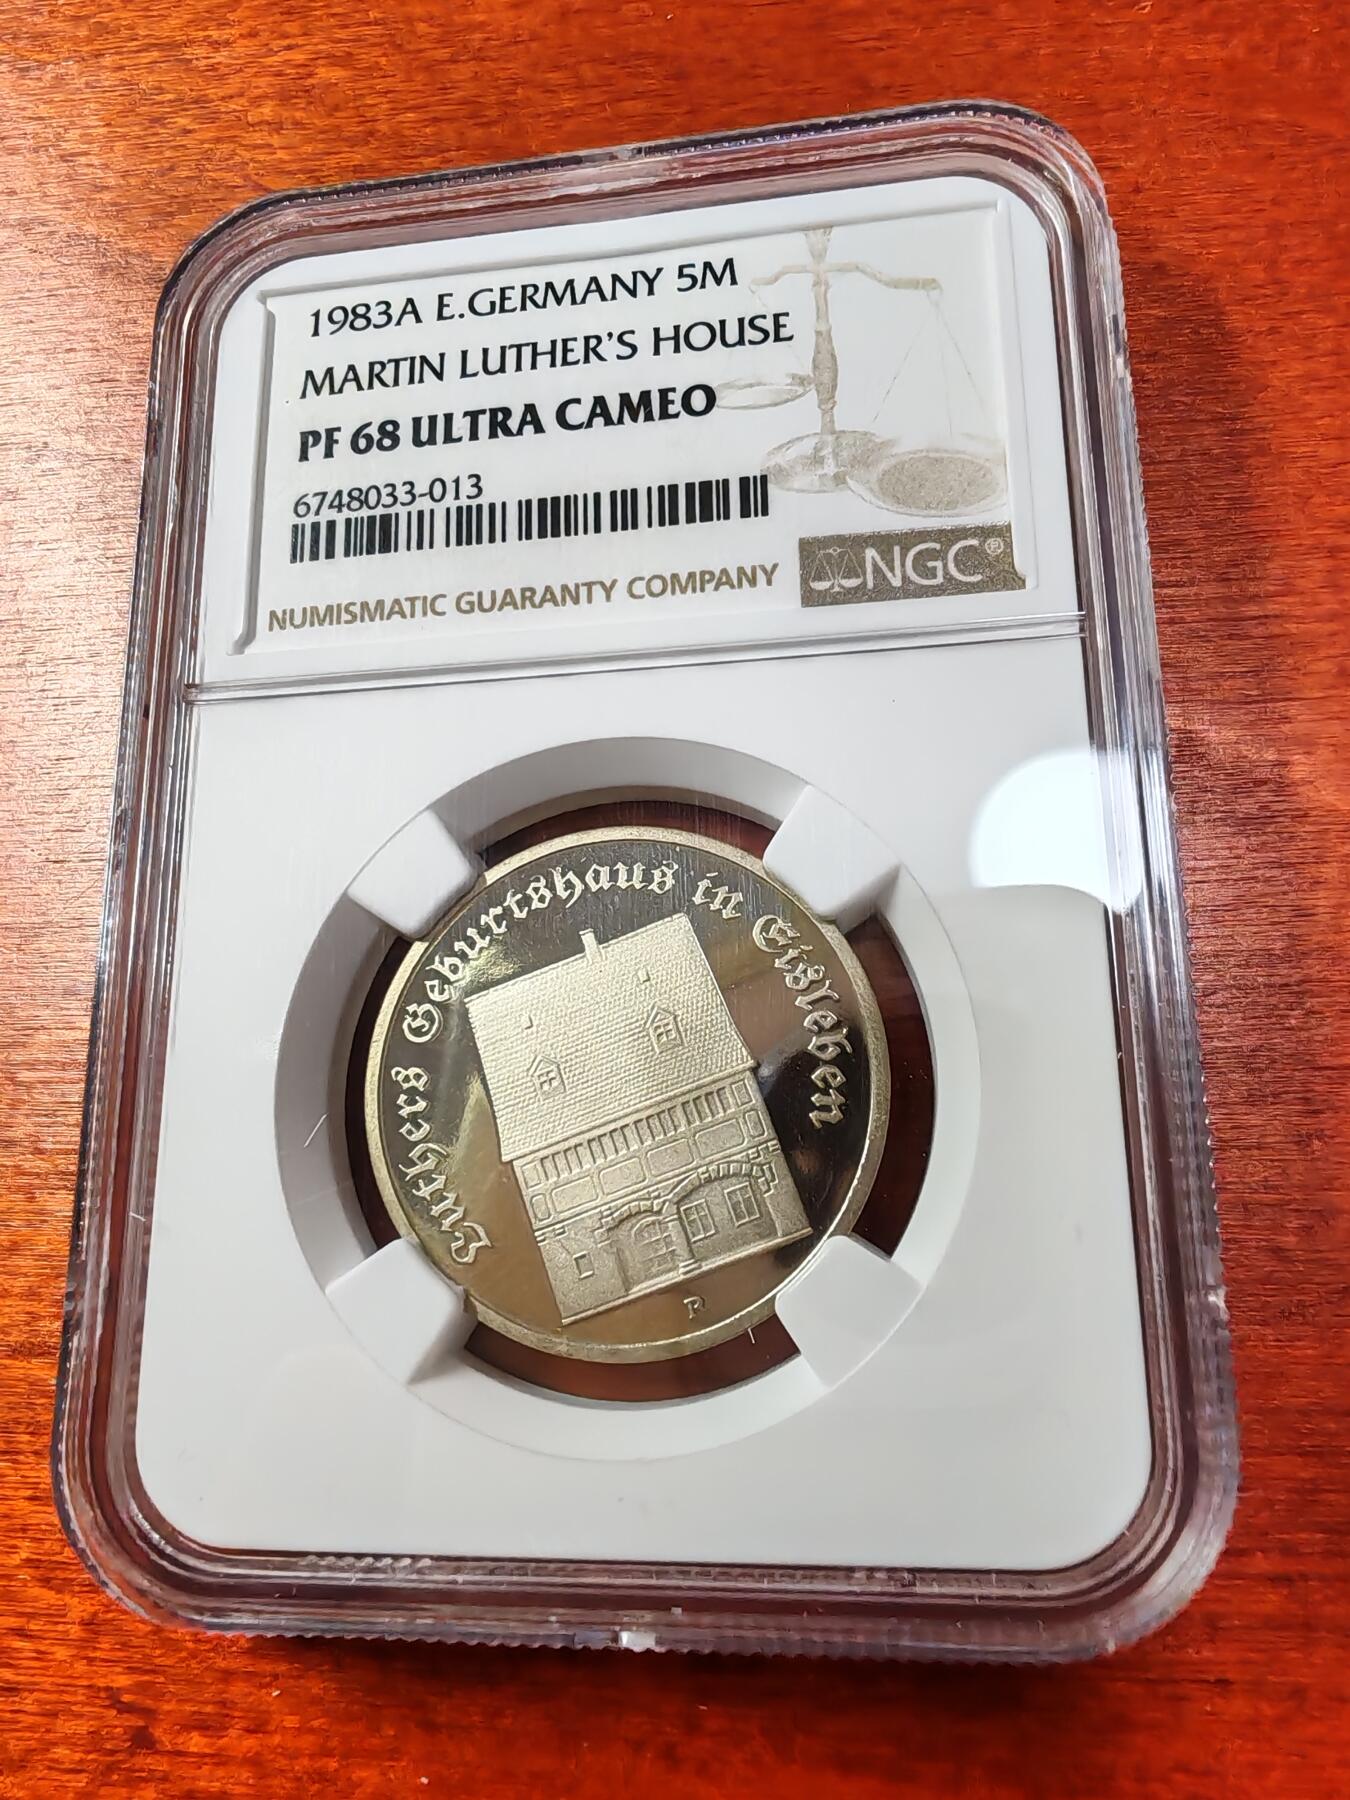 1983A E.GERMANY 5M
MARTIN LUTHER'S HOUSE
PF 68 ULTRA CAMEO
6748033-013
NUMISMATIC GUARANTY COMPANY
NGC®
Luthers Geburtshaus in Eisleben
R